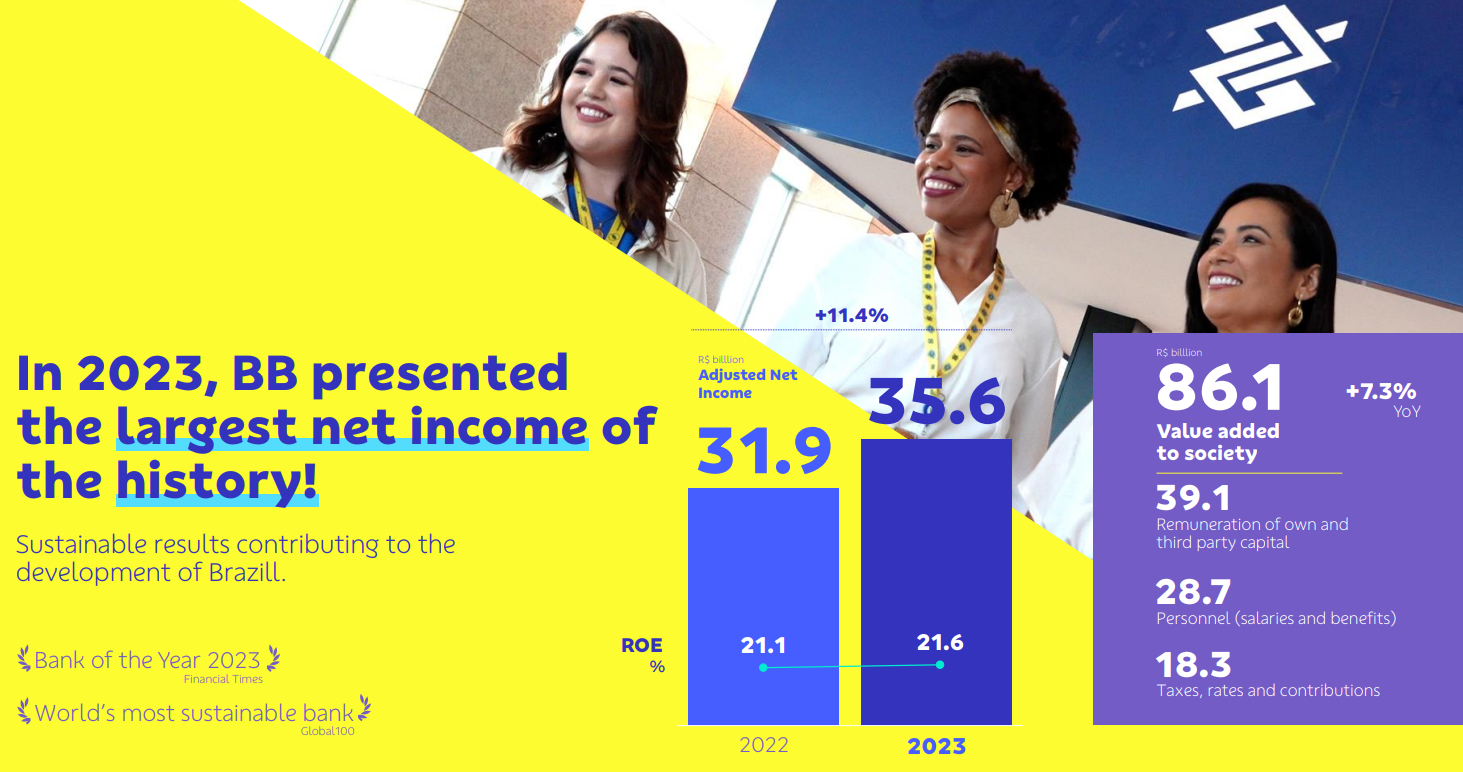 In 2023, BB presented
the largest net income of
the history!
Sustainable results contributing to the
development of Brazill.
Bank of the Year 2023
Financial Times
World's most sustainable bank
Global100
+11.4%
R$ billlion
Adjusted Net
Income
31.9
35.6
ROE
%
21.1
21.6
2022
2023
R$ billlion
86.1
+7.3%
YoY
Value added
to society
39.1
Remuneration of own and
third party capital
28.7
Personnel (salaries and benefits)
18.3
Taxes, rates and contributions